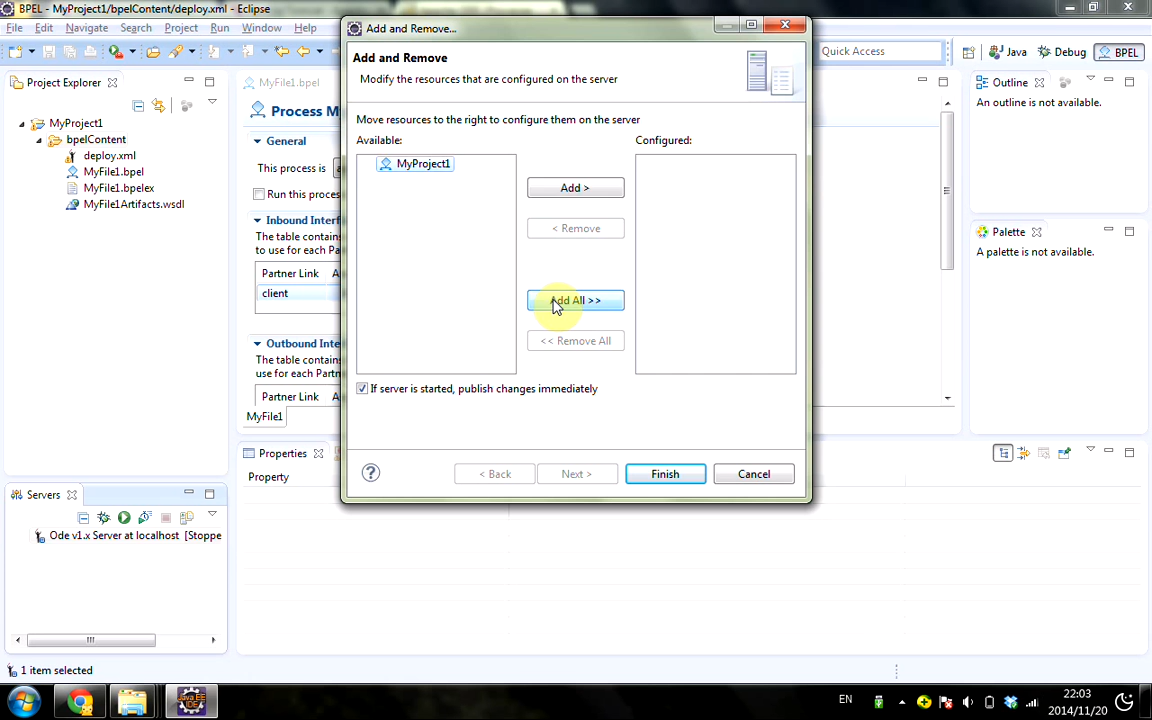 BPEL - MyProject1/bpelContent/deploy.xml - Eclipse
File Edit Navigate Search Project Run Window Help
Quick Access
Java
Debug
BPEL
Project Explorer
MyProject1
bpelContent
deploy.xml
MyFile1.bpel
MyFile1.bpelex
MyFile1Artifacts.wsdl
MyFile1.bpel
Process M
General
This process is
Run this proces
Inbound Interf
The table contains
to use for each Par
Partner Link
client
Outbound Inte
The table contains
use for each Partn
Partner Link
MyFile1
Add and Remove...
Add and Remove
Modify the resources that are configured on the server
Move resources to the right to configure them on the server
Available:
Configured:
MyProject1
Add >
< Remove
Add All >>
<< Remove All
If server is started, publish changes immediately
< Back
Next >
Finish
Cancel
Outline
An outline is not available.
Palette
A palette is not available.
Properties
Property
Servers
Ode v1.x Server at localhost [Stoppe
1 item selected
Java EE
IDE
EN
22:03
2014/11/20